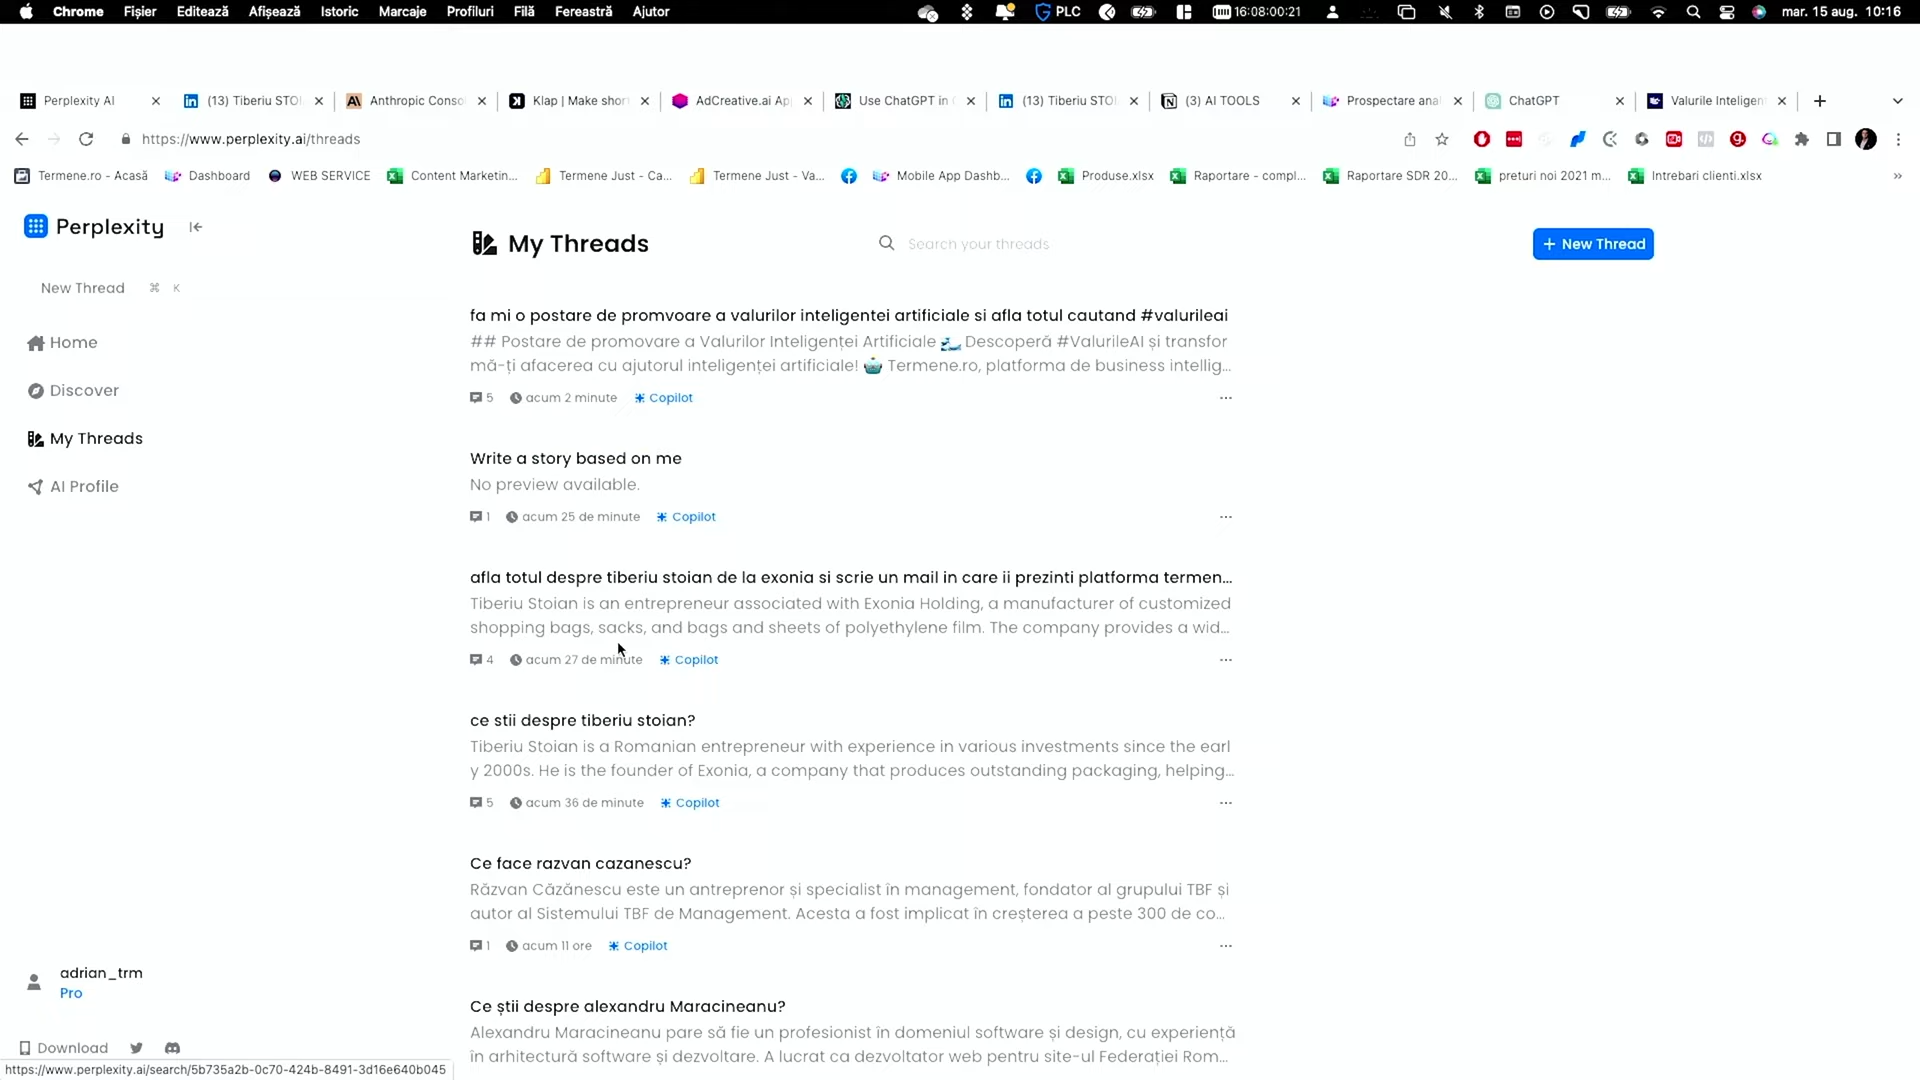 Chrome Fișier Editează Afișează Istoric Marcaje Profiluri Filă Fereastră Ajutor PLC 16:08:00:21 mar. 15 aug. 10:16
Perplexity AI (13) Tiberiu STO Anthropic Conso Klap | Make shor AdCreative.ai Ap Use ChatGPT in (13) Tiberiu STO (3) AI TOOLS Prospectare ana ChatGPT Valurile Inteligen
https://www.perplexity.ai/threads
Termene.ro - Acasă Dashboard WEB SERVICE Content Marketin... Termene Just - Ca... Termene Just - Va... Mobile App Dashb... Produse.xlsx Raportare - compl... Raportare SDR 20... preturi noi 2021 m... Intrebari clienti.xlsx
Perplexity
New Thread ⌘ K
Home
Discover
My Threads
AI Profile
My Threads
Search your threads
+ New Thread
fa mi o postare de promvoare a valurilor inteligentei artificiale si afla totul cautand #valurileai
## Postare de promovare a Valurilor Inteligenței Artificiale 🌊 Descoperă #ValurileAI și transfor
mă-ți afacerea cu ajutorul inteligenței artificiale! 🤖 Termene.ro, platforma de business intellig...
5 acum 2 minute Copilot
Write a story based on me
No preview available.
1 acum 25 de minute Copilot
afla totul despre tiberiu stoian de la exonia si scrie un mail in care ii prezinti platforma termen...
Tiberiu Stoian is an entrepreneur associated with Exonia Holding, a manufacturer of customized
shopping bags, sacks, and bags and sheets of polyethylene film. The company provides a wid...
4 acum 27 de minute Copilot
ce stii despre tiberiu stoian?
Tiberiu Stoian is a Romanian entrepreneur with experience in various investments since the earl
y 2000s. He is the founder of Exonia, a company that produces outstanding packaging, helping...
5 acum 36 de minute Copilot
Ce face razvan cazanescu?
Răzvan Căzănescu este un antreprenor și specialist în management, fondator al grupului TBF și
autor al Sistemului TBF de Management. Acesta a fost implicat în creșterea a peste 300 de co...
1 acum 11 ore Copilot
Ce știi despre alexandru Maracineanu?
Alexandru Maracineanu pare să fie un profesionist în domeniul software și design, cu experiență
în arhitectură software și dezvoltare. A lucrat ca dezvoltator web pentru site-ul Federației Rom...
adrian_trm
Pro
Download
https://www.perplexity.ai/search/5b735a2b-0c70-424b-8491-3d16e640b045